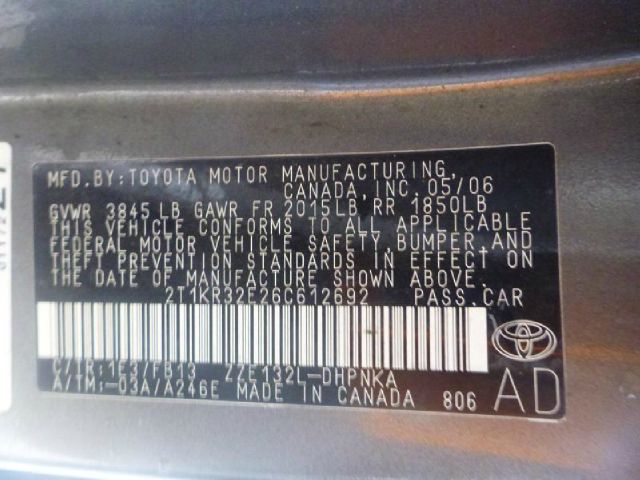 MFD.BY:TOYOTA MOTOR MANUFACTURING,
CANADA,INC.05/06
GVWR 3845LB GAWR FR 2015LB,RR 1850LB
THIS VEHICLE CONFORMS TO ALL APPLICABLE
FEDERAL MOTOR VEHICLE SAFETY,BUMPER,AND
THEFT PREVENTION STANDARDS IN EFFECT ON
THE DATE OF MANUFACTURE SHOWN ABOVE.
2T1KR32E26C612692 PASS.CAR
C/TR:1E3/FB13 ZZE132L-DHPNKA
A/TM:-03A/A246E MADE IN CANADA 806
AD